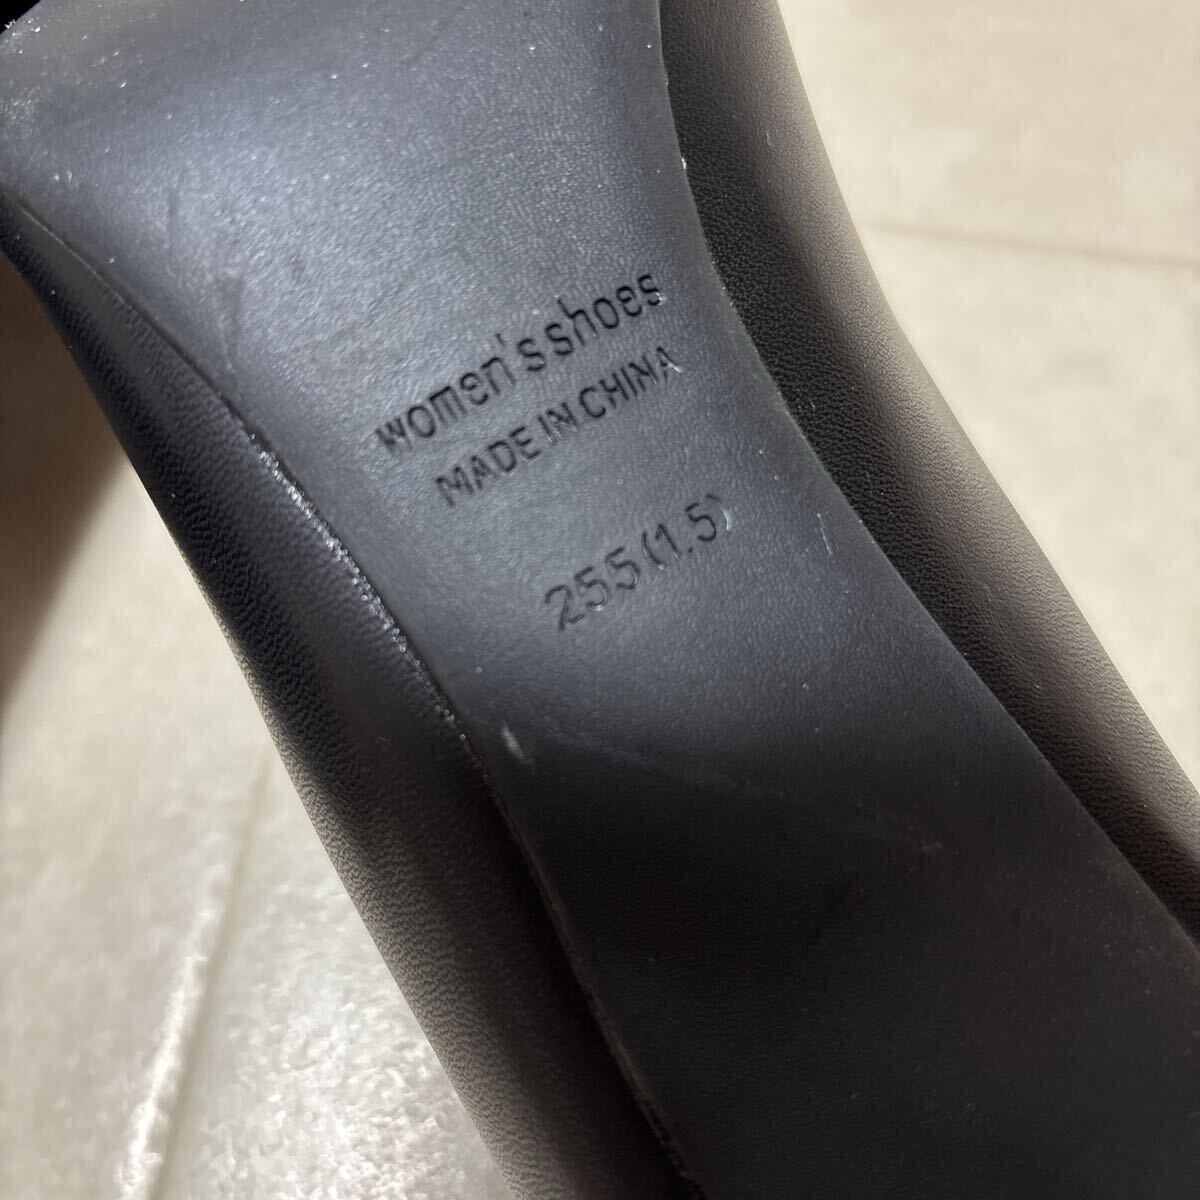 women's shoes
MADE IN CHINA
255(1.5)